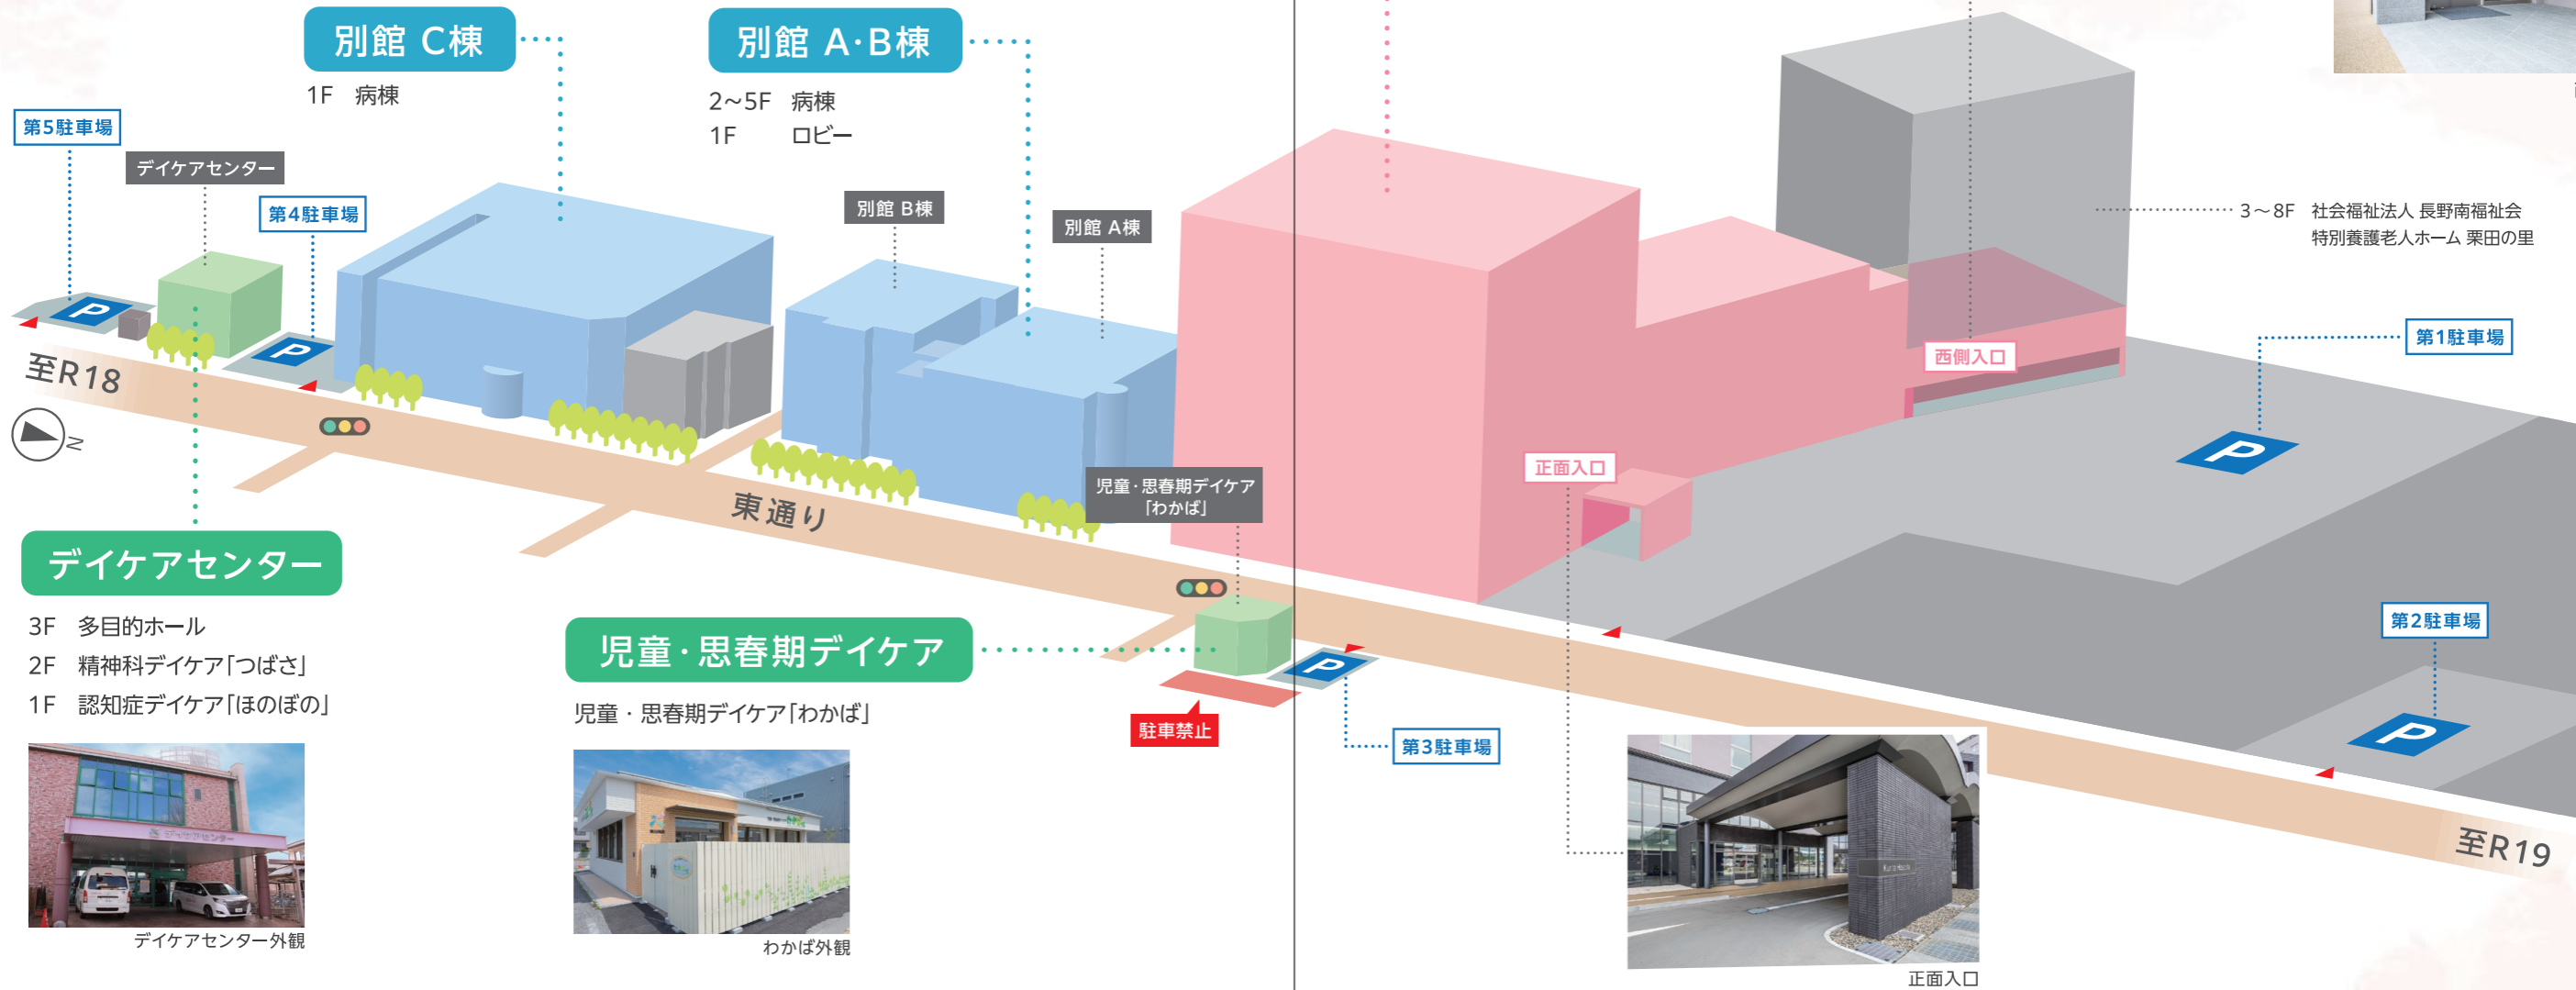 別館 C棟
1F 病棟
別館 A·B棟
2～5F 病棟
1F ロビー
第5駐車場
デイケアセンター
第4駐車場
別館 B棟
別館 A棟
3～8F 社会福祉法人 長野南福祉会
特別養護老人ホーム 栗田の里
第1駐車場
西側入口
至R18
N
P
P
P
正面入口
児童·思春期デイケア
「わかば」
東通り
デイケアセンター
3F 多目的ホール
2F 精神科デイケア「つばさ」
1F 認知症デイケア「ほのぼの」
児童·思春期デイケア
児童・思春期デイケア「わかば」
P
駐車禁止
第3駐車場
第2駐車場
P
至R19
デイケアセンター
デイケアセンター外観
わかば外観
正面入口